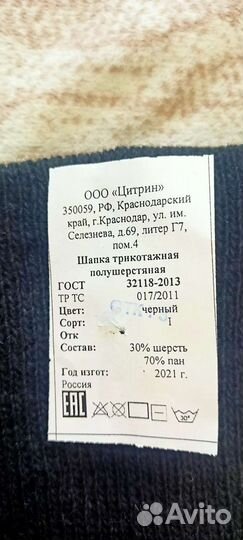 ООО «Цитрин»
350059, РФ, Краснодарский
край, г.Краснодар, ул. им.
Селезнева, д.69, литер Г7,
пом.4
Шапка трикотажная
полушерстяная
ГОСТ 32118-2013
ТР ТС 017/2011
Цвет: черный
Сорт: I
Отк
Состав: 30% шерсть
70% пан
Год изгот: 2021 г.
Россия
EAC 30°
Avito